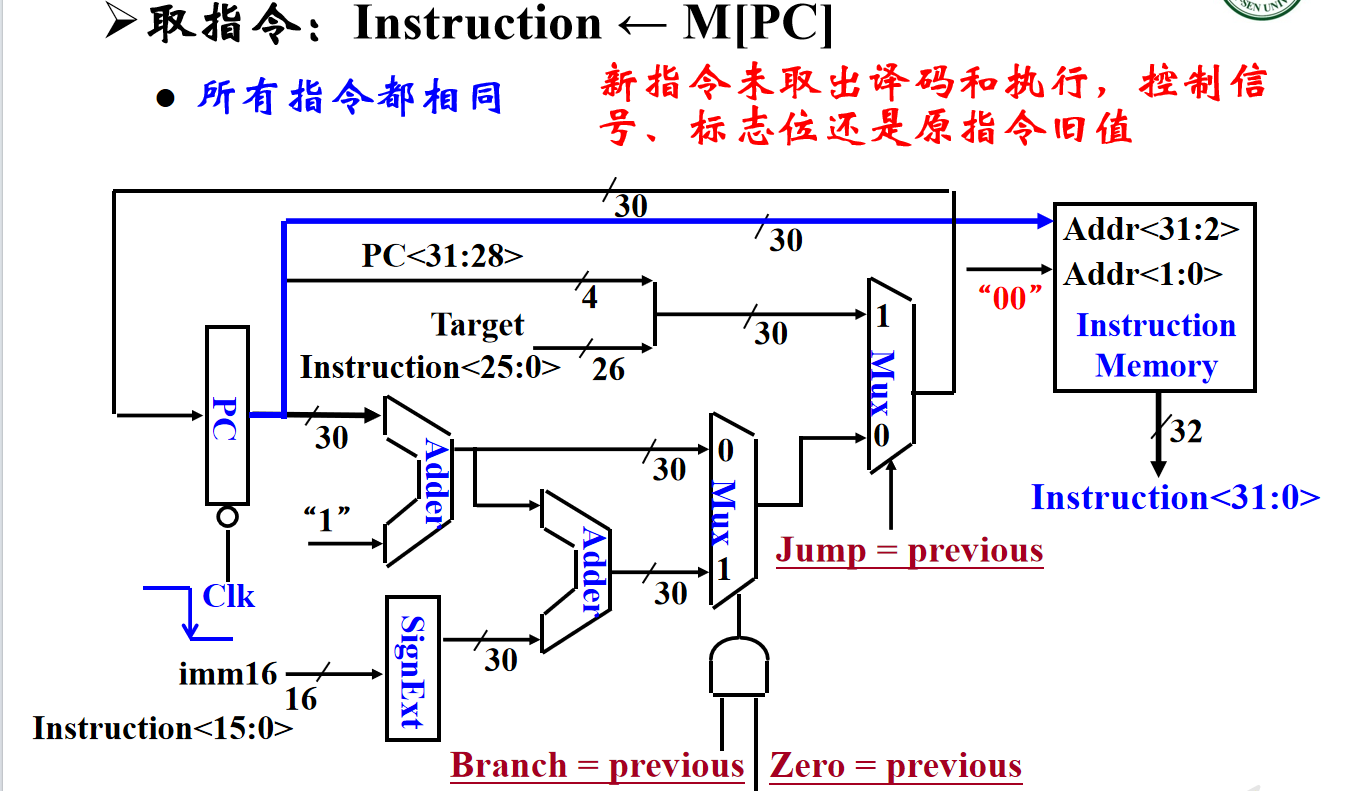 ➢取指令：Instruction ← M[PC]
● 所有指令都相同
新指令未取出译码和执行，控制信
号、标志位还是原指令旧值
SEN UNIV
30
30
PC<31:28>
4
Target
30
Instruction<25:0>
26
Addr<31:2>
Addr<1:0>
“00”
Instruction
Memory
32
Instruction<31:0>
1
Mux
0
Jump = previous
PC
30
“1”
Adder
30
0
Mux
1
Adder
30
Clk
imm16
16
SignExt
30
Instruction<15:0>
Branch = previous
Zero = previous